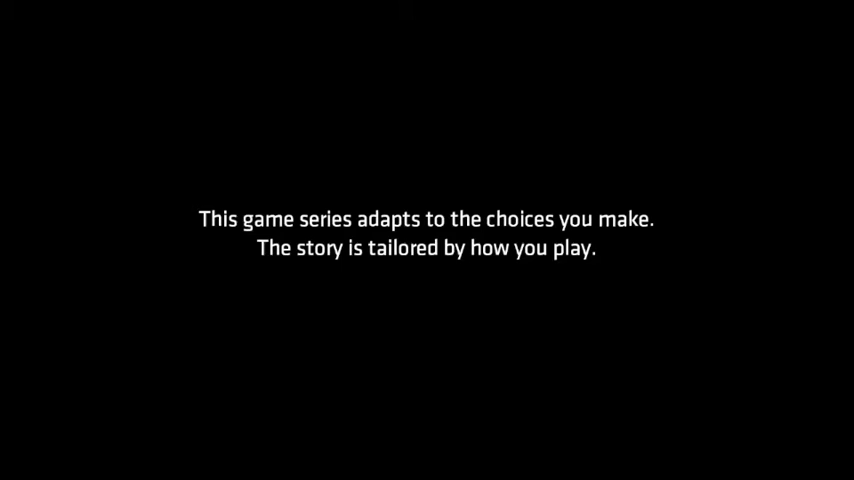 This game series adapts to the choices you make.
The story is tailored by how you play.